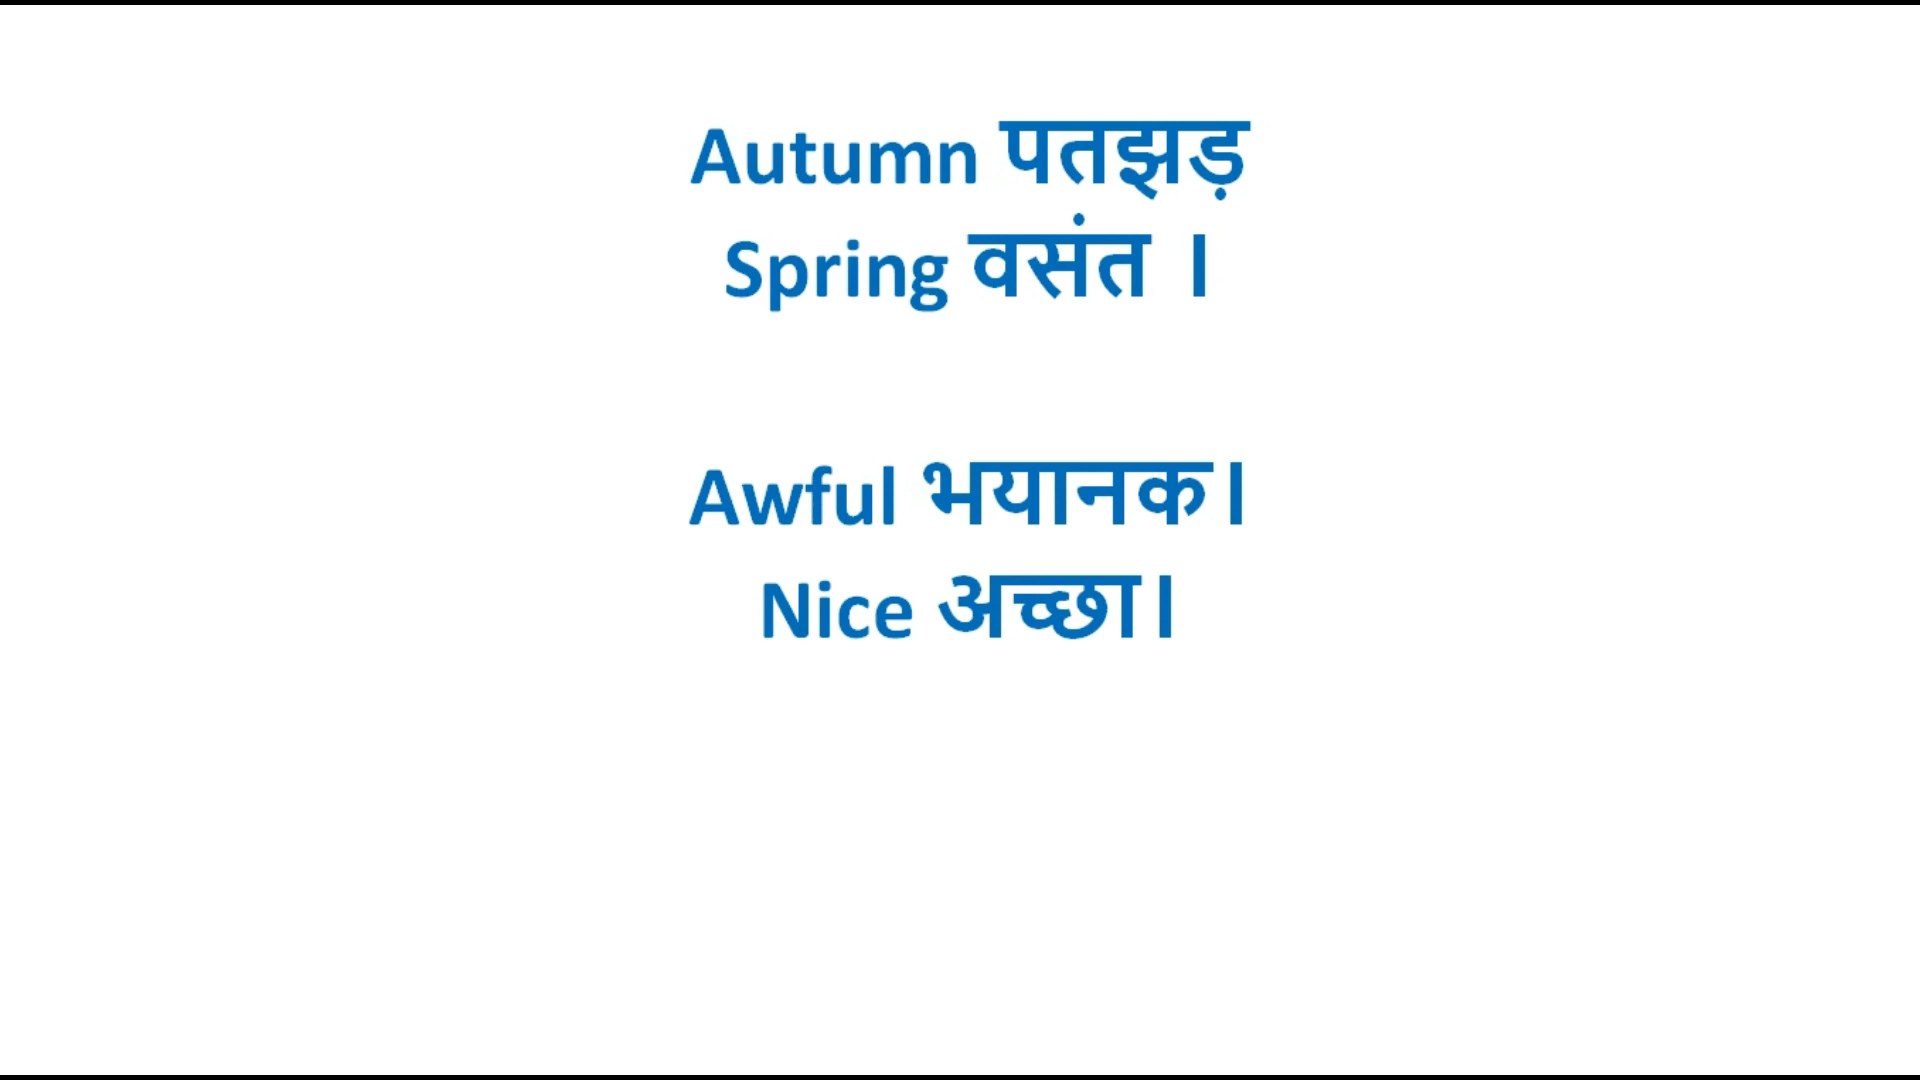 Autumn पतझड़
Spring वसंत ।
Awful भयानक।
Nice अच्छा।